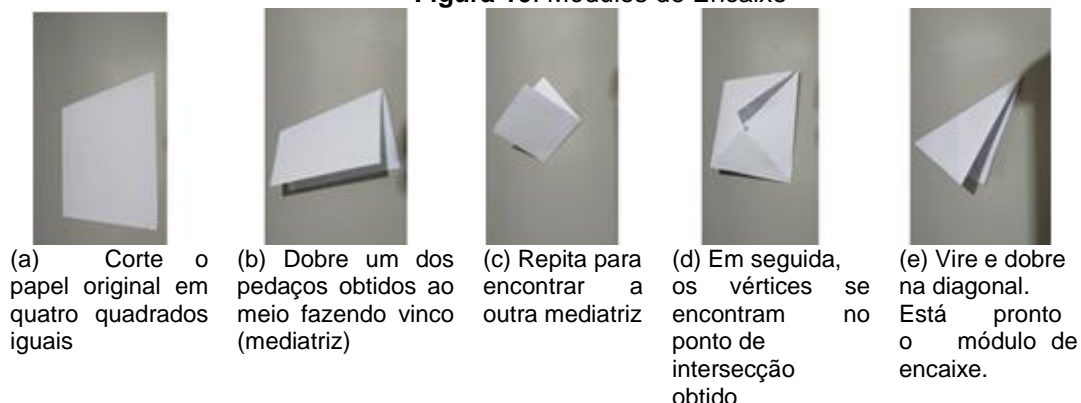 Figura 10: Módulos de Encaixe
(a) Corte o
papel original em
quatro quadrados
iguais
(b) Dobre um dos
pedaços obtidos ao
meio fazendo vinco
(mediatriz)
(c) Repita para
encontrar a
outra mediatriz
(d) Em seguida,
os vértices se
encontram no
ponto de
intersecção
obtido
(e) Vire e dobre
na diagonal.
Está pronto
o módulo de
encaixe.